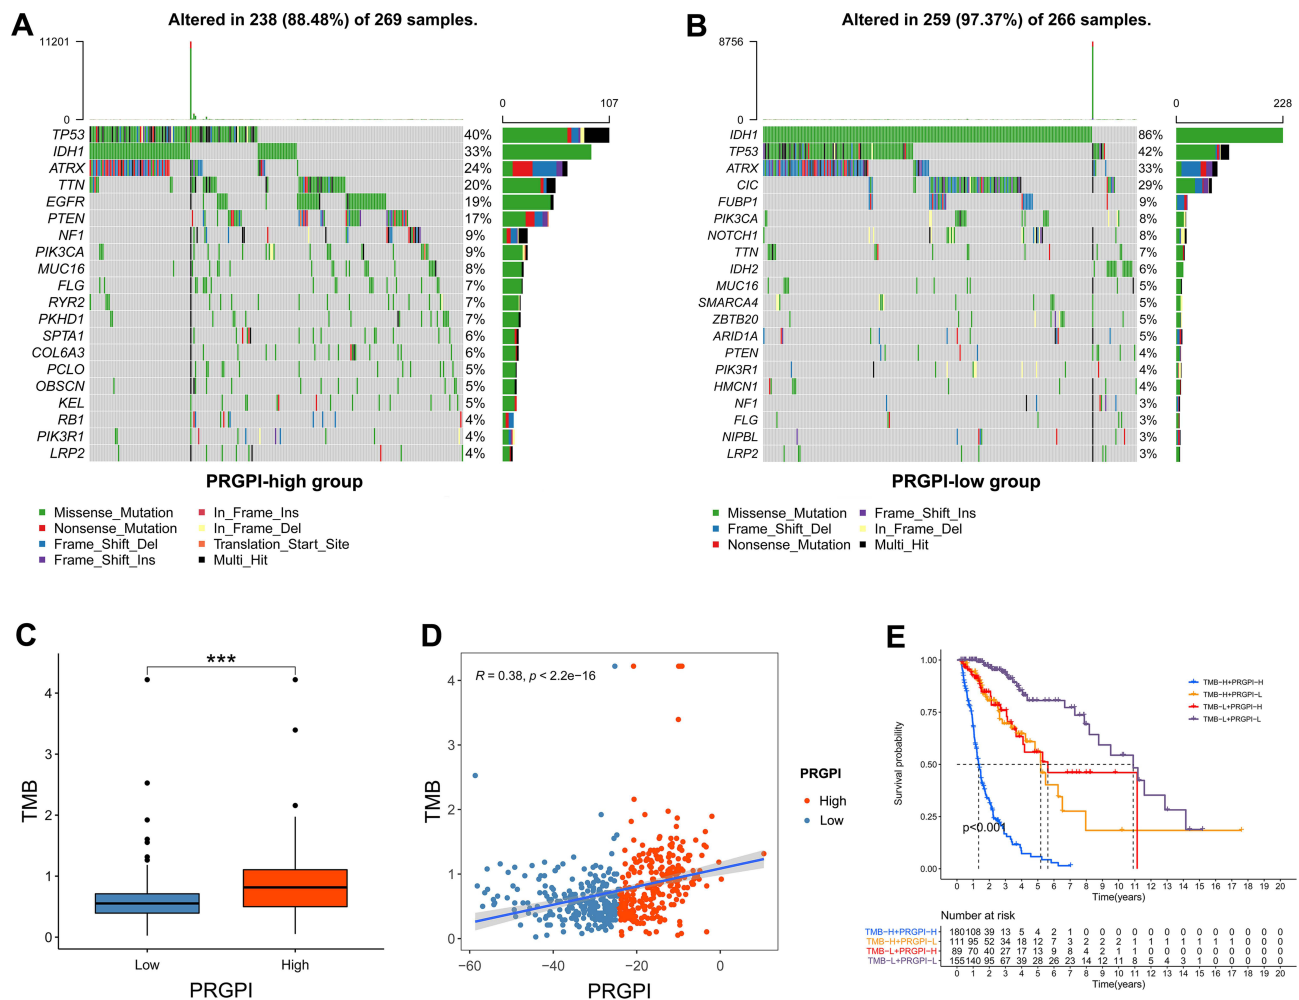 A
Altered in 238 (88.48%) of 269 samples.
11201
0
0 107
TP53 40%
IDH1 33%
ATRX 24%
TTN 20%
EGFR 19%
PTEN 17%
NF1 9%
PIK3CA 9%
MUC16 8%
FLG 7%
RYR2 7%
PKHD1 7%
SPTA1 6%
COL6A3 6%
PCLO 5%
OBSCN 5%
KEL 5%
RB1 4%
PIK3R1 4%
LRP2 4%
PRGPI-high group
Missense_Mutation In_Frame_Ins
Nonsense_Mutation In_Frame_Del
Frame_Shift_Del Translation_Start_Site
Frame_Shift_Ins Multi_Hit
B
Altered in 259 (97.37%) of 266 samples.
8756
0
0 228
IDH1 86%
TP53 42%
ATRX 33%
CIC 29%
FUBP1 9%
PIK3CA 8%
NOTCH1 8%
TTN 7%
IDH2 6%
MUC16 5%
SMARCA4 5%
ZBTB20 5%
ARID1A 5%
PTEN 4%
PIK3R1 4%
HMCN1 4%
NF1 3%
FLG 3%
NIPBL 3%
LRP2 3%
PRGPI-low group
Missense_Mutation Frame_Shift_Ins
Frame_Shift_Del In_Frame_Del
Nonsense_Mutation Multi_Hit
C
***
4
3
2
1
0
TMB
Low High
PRGPI
D
R = 0.38, p < 2.2e−16
4
3
2
1
0
TMB
−60 −40 −20 0
PRGPI
PRGPI
High
Low
E
1.00
0.75
0.50
0.25
0.00
Survival probability
p<0.001
TMB−H+PRGPI−H
TMB−H+PRGPI−L
TMB−L+PRGPI−H
TMB−L+PRGPI−L
0 1 2 3 4 5 6 7 8 9 10 11 12 13 14 15 16 17 18 19 20
Time(years)
Number at risk
TMB−H+PRGPI−H 180 108 39 13 5 4 2 1 0 0 0 0 0 0 0 0 0 0 0 0 0
TMB−H+PRGPI−L 111 95 52 34 18 12 7 3 2 2 2 1 1 1 1 1 1 1 0 0 0
TMB−L+PRGPI−H 89 70 40 27 17 13 9 8 4 2 1 1 0 0 0 0 0 0 0 0 0
TMB−L+PRGPI−L 155 140 95 67 39 28 26 23 14 12 11 8 5 4 3 1 0 0 0 0 0
0 1 2 3 4 5 6 7 8 9 10 11 12 13 14 15 16 17 18 19 20
Time(years)